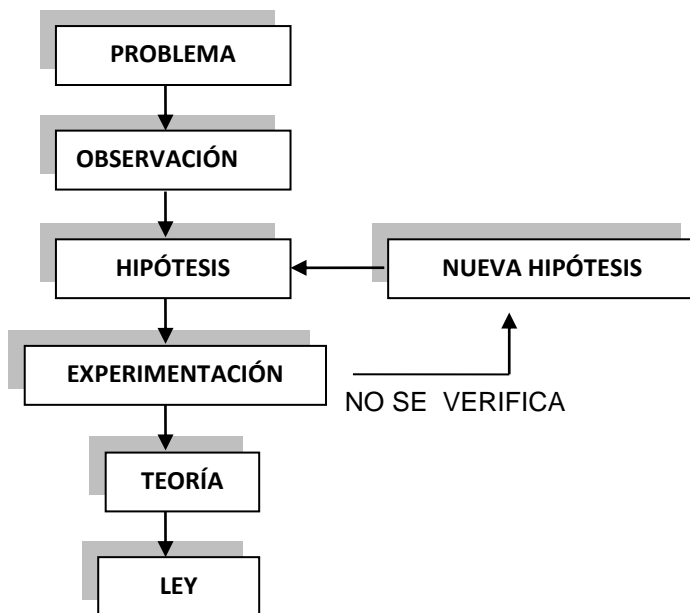 PROBLEMA
OBSERVACIÓN
HIPÓTESIS
NUEVA HIPÓTESIS
EXPERIMENTACIÓN
NO SE VERIFICA
TEORÍA
LEY